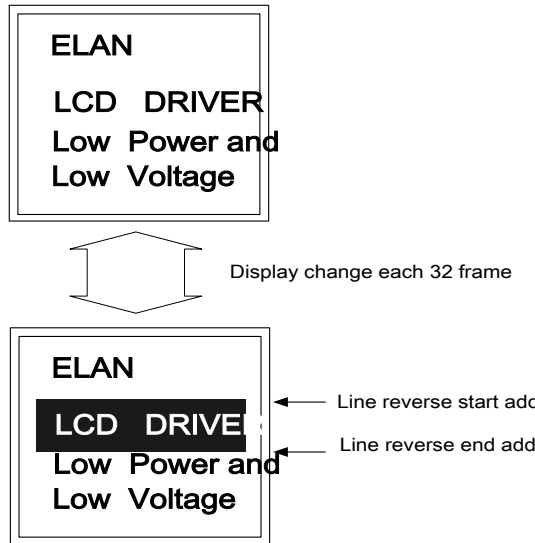 ELAN
LCD DRIVER
Low Power and
Low Voltage
Display change each 32 frame
ELAN
LCD DRIVER
Line reverse start add
Line reverse end add
Low Power and
Low Voltage